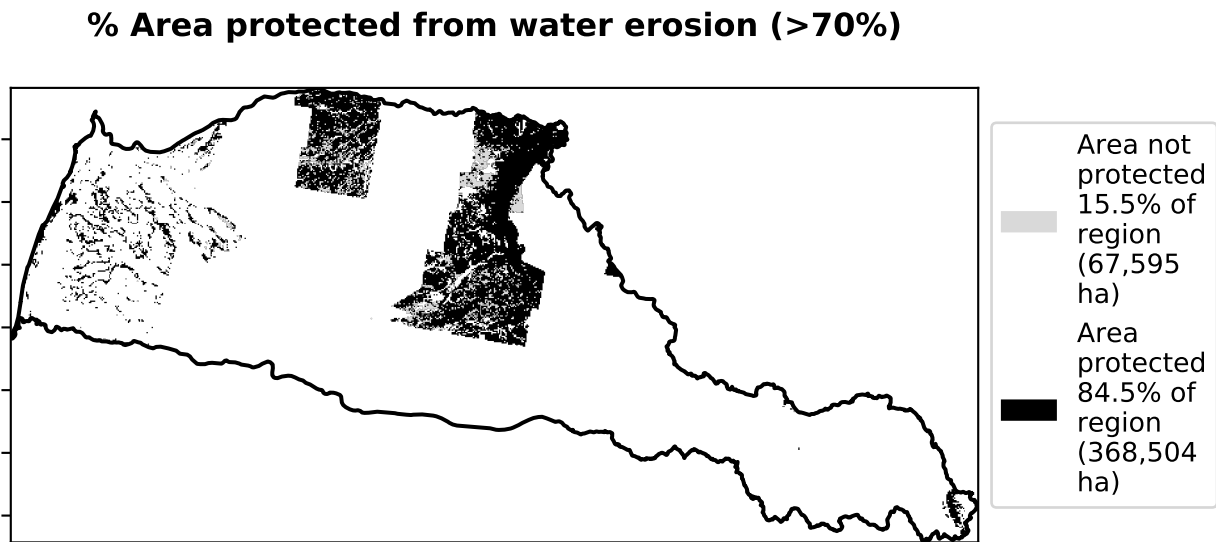 % Area protected from water erosion (>70%)
Area not
protected
15.5% of
region
(67,595
ha)
Area
protected
84.5% of
region
(368,504
ha)